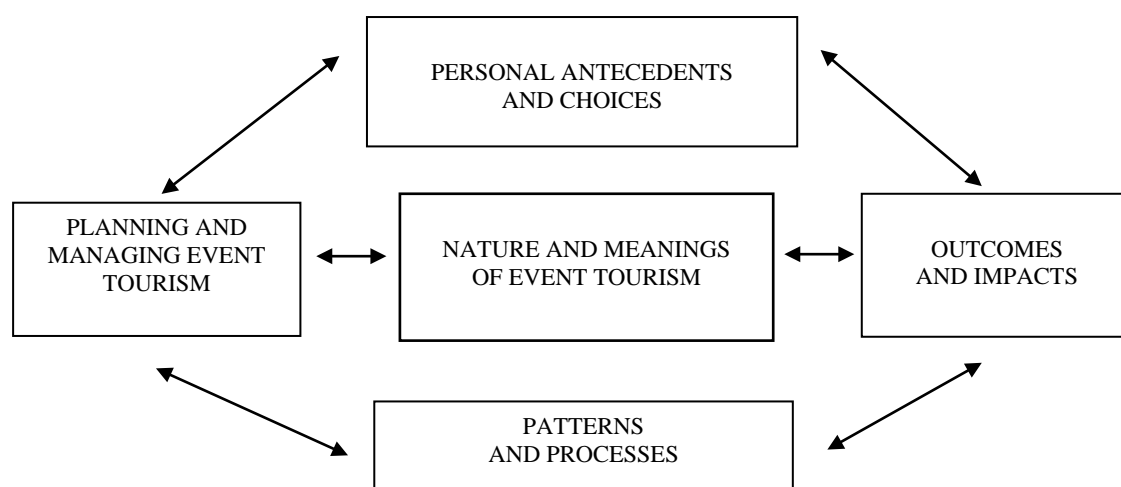 PERSONAL ANTECEDENTS
AND CHOICES
PLANNING AND
MANAGING EVENT
TOURISM
NATURE AND MEANINGS
OF EVENT TOURISM
OUTCOMES
AND IMPACTS
PATTERNS
AND PROCESSES